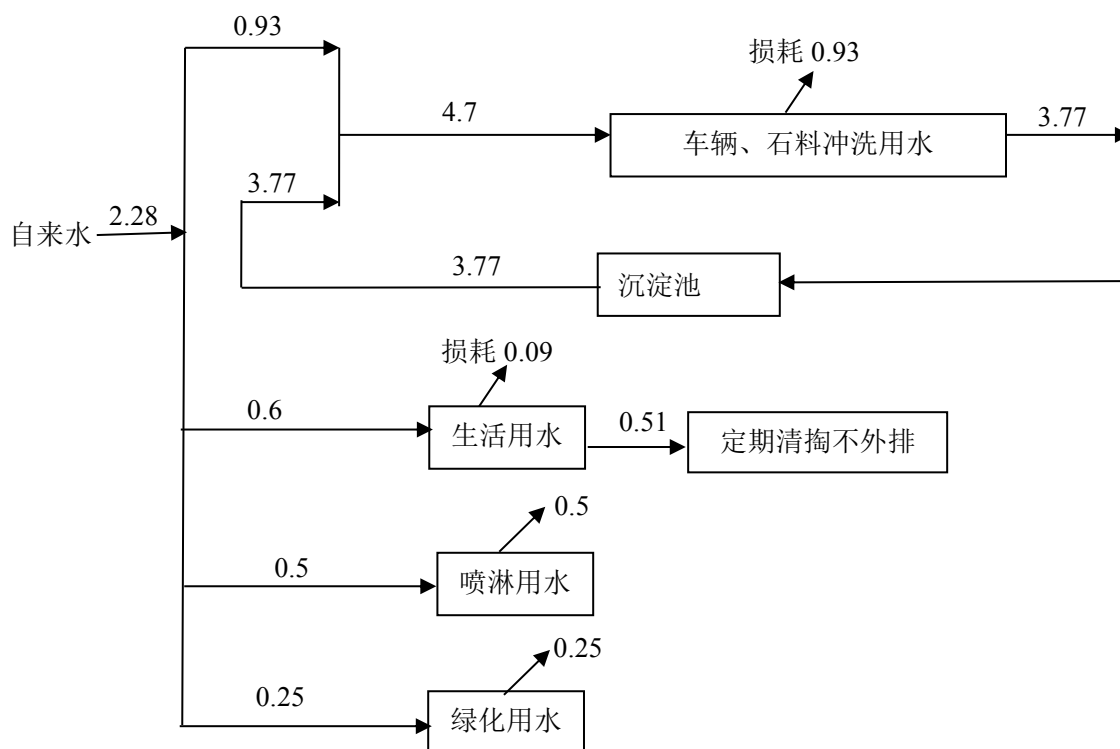 0.93
损耗 0.93
4.7
车辆、石料冲洗用水
3.77
3.77
自来水
2.28
3.77
沉淀池
损耗 0.09
0.6
生活用水
0.51
定期清掏不外排
0.5
0.5
喷淋用水
0.25
0.25
绿化用水